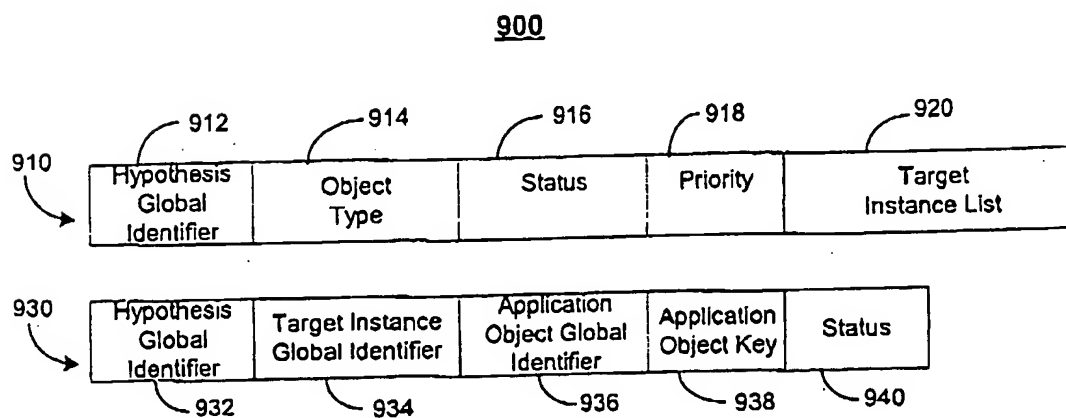 900
912 914 916 918 920
910
Hypothesis Global Identifier
Object Type
Status
Priority
Target Instance List
930
Hypothesis Global Identifier
Target Instance Global Identifier
Application Object Global Identifier
Application Object Key
Status
932 934 936 938 940